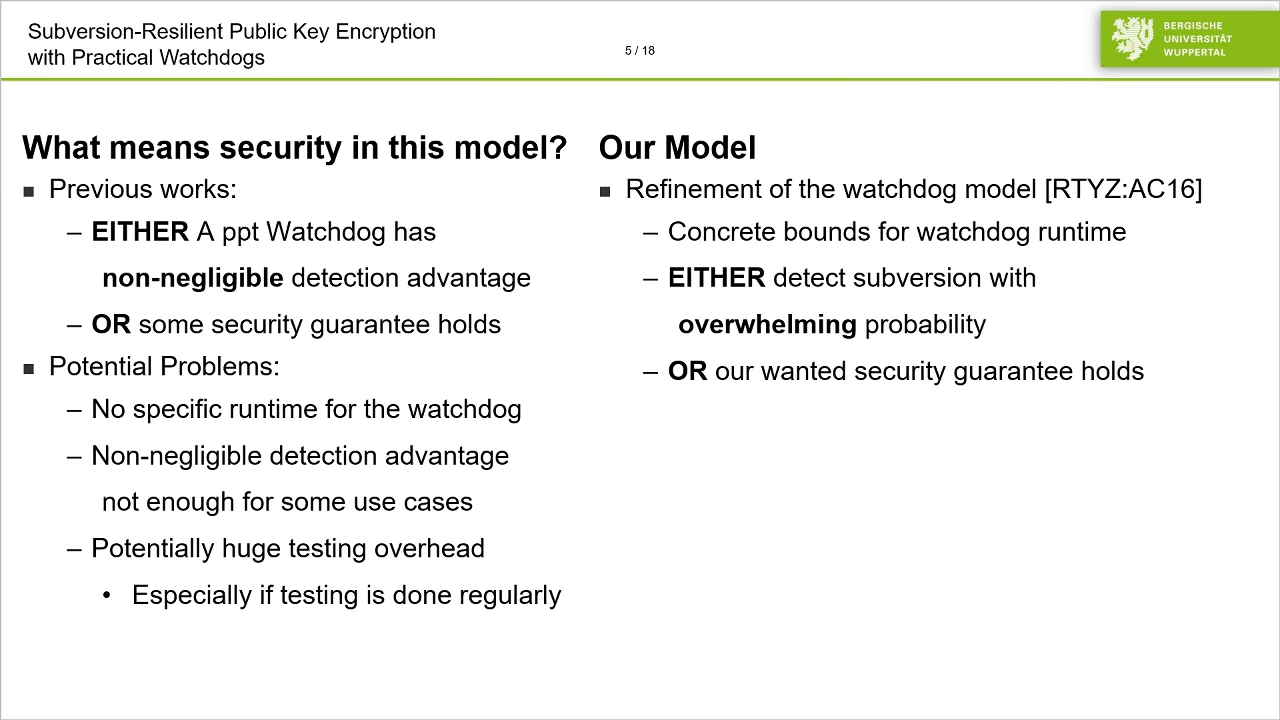 Subversion-Resilient Public Key Encryption
with Practical Watchdogs
5 / 18
BERGISCHE
UNIVERSITÄT
WUPPERTAL
What means security in this model?
▪ Previous works:
– EITHER A ppt Watchdog has
non-negligible detection advantage
– OR some security guarantee holds
▪ Potential Problems:
– No specific runtime for the watchdog
– Non-negligible detection advantage
not enough for some use cases
– Potentially huge testing overhead
• Especially if testing is done regularly
Our Model
▪ Refinement of the watchdog model [RTYZ:AC16]
– Concrete bounds for watchdog runtime
– EITHER detect subversion with
overwhelming probability
– OR our wanted security guarantee holds